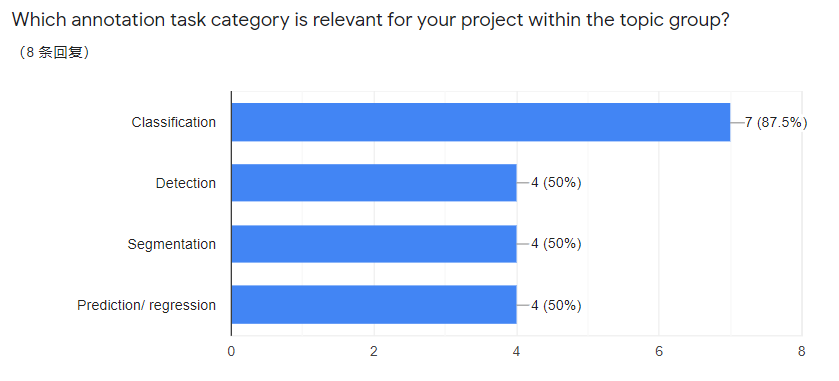 Which annotation task category is relevant for your project within the topic group?
（8 条回复）
Classification
7 (87.5%)
Detection
4 (50%)
Segmentation
4 (50%)
Prediction/ regression
4 (50%)
0
2
4
6
8